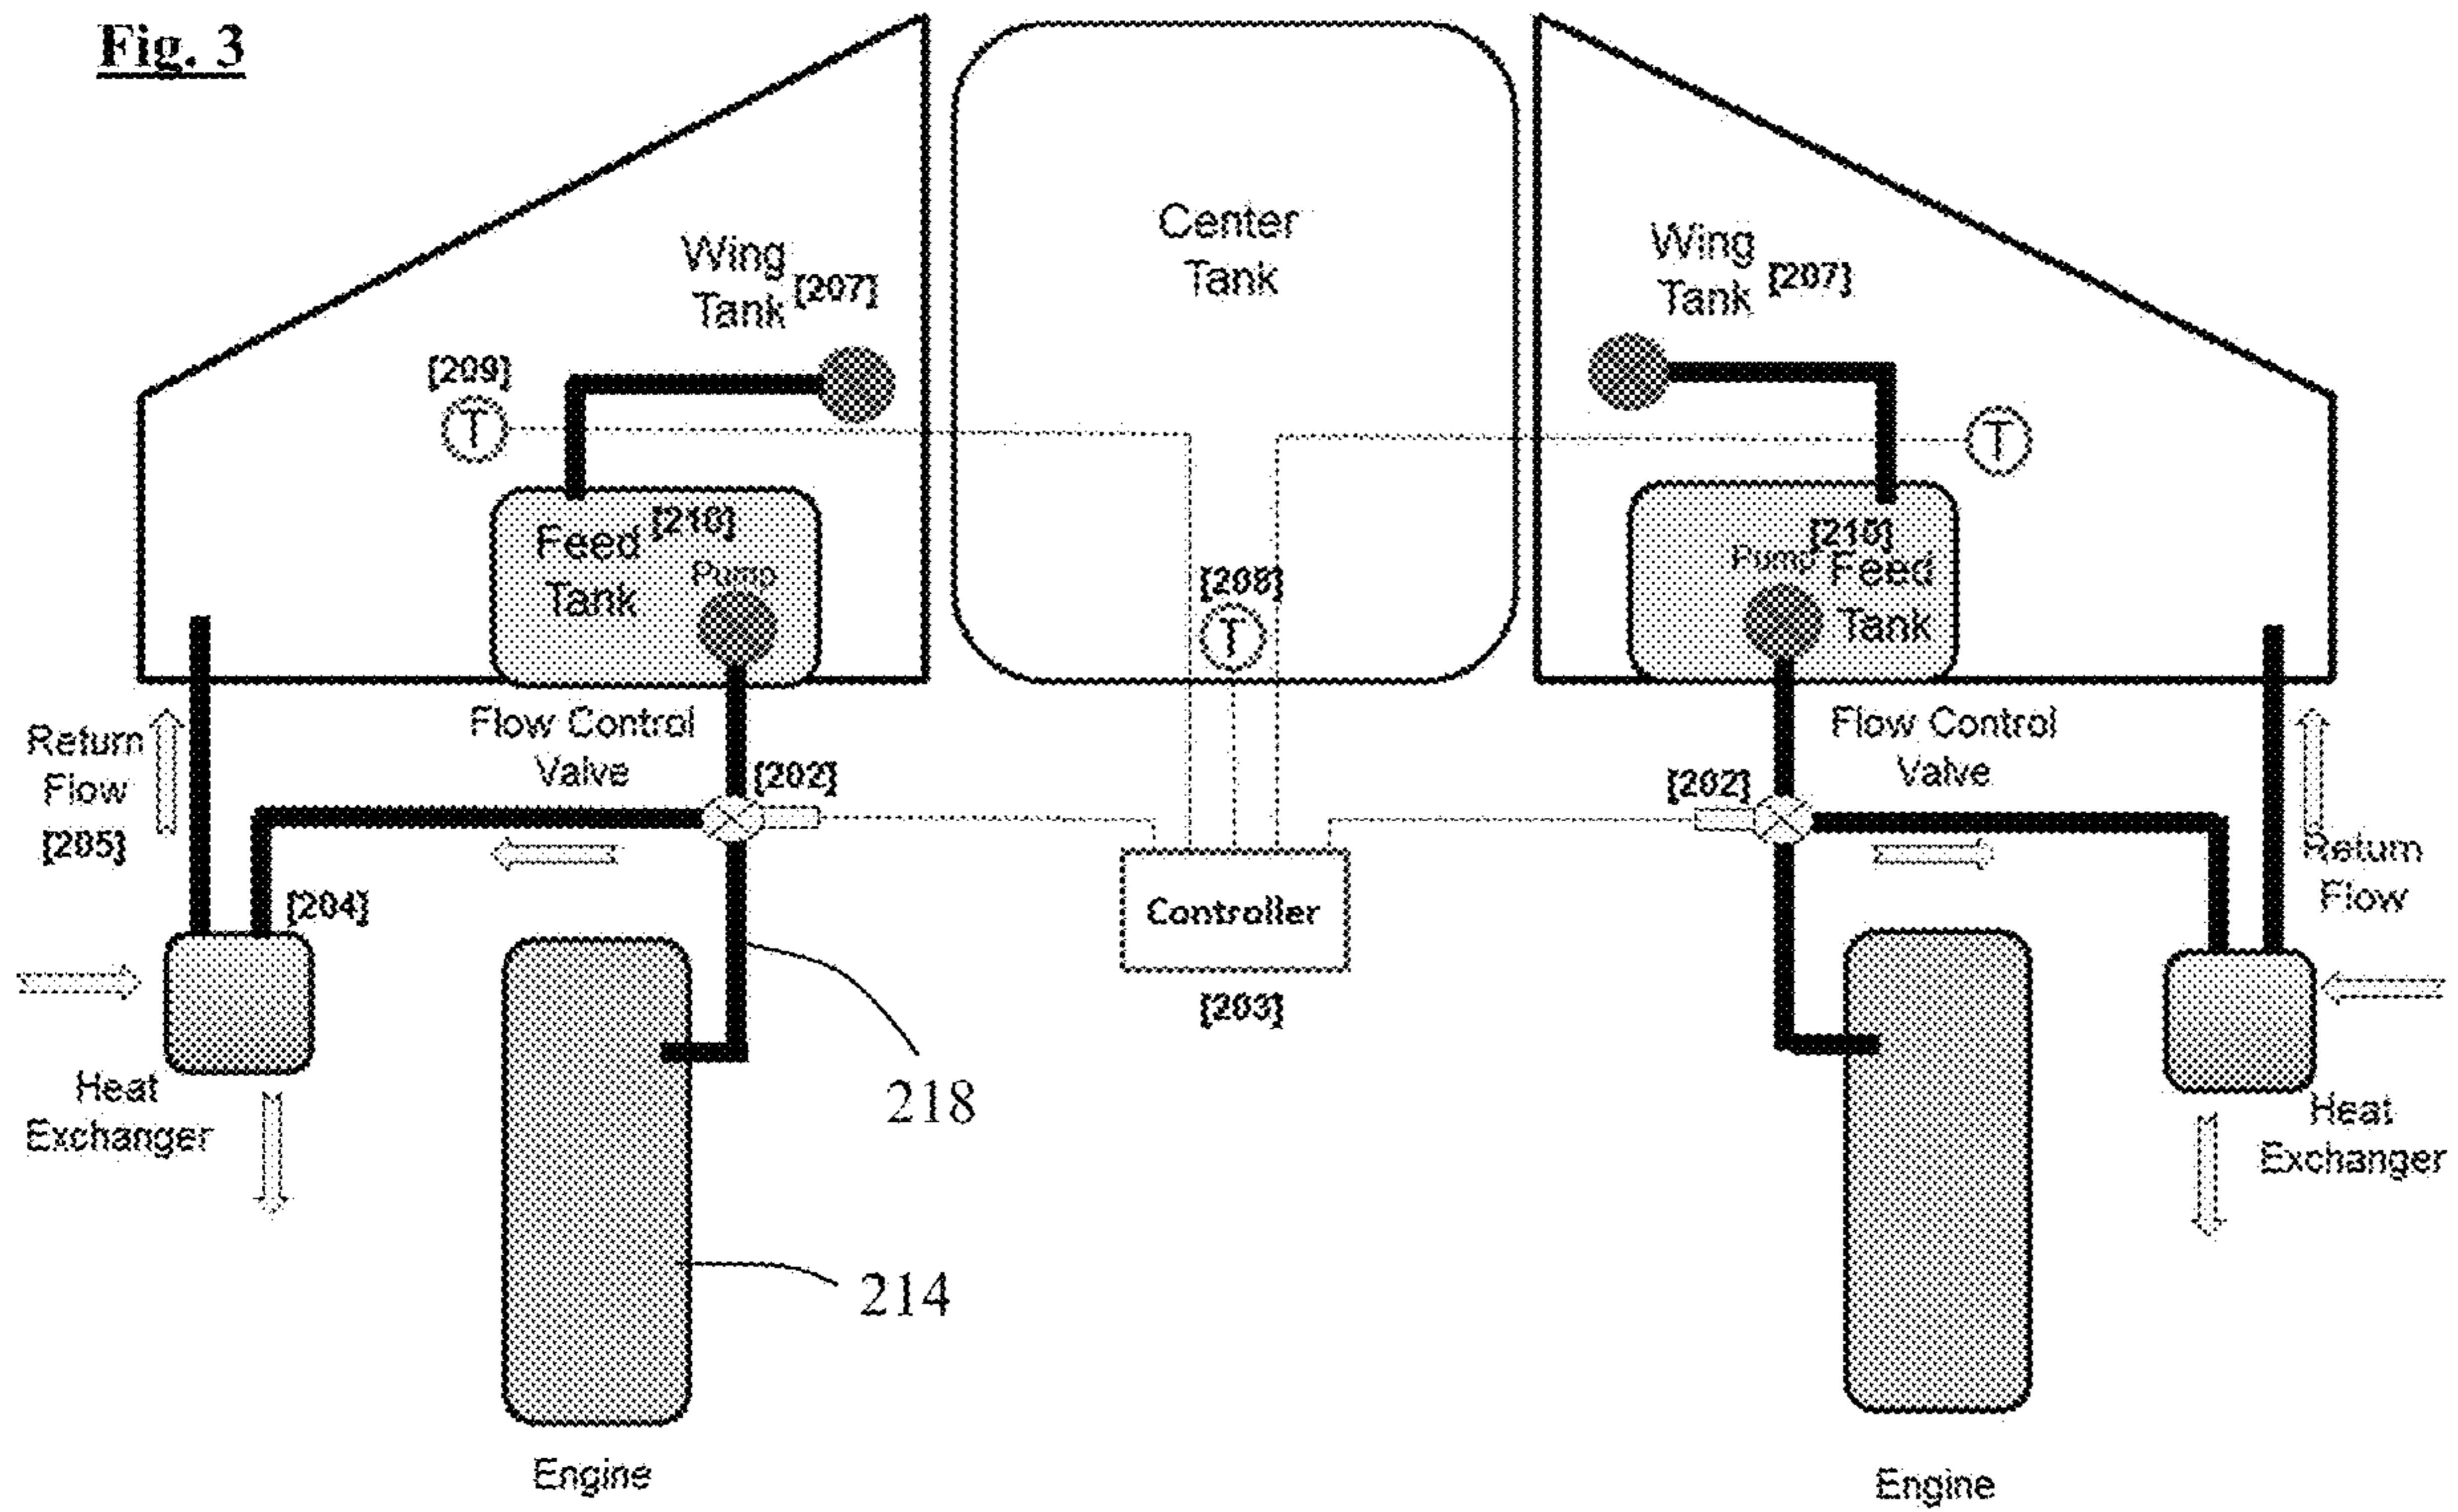 Fig. 3
Wing
Tank [207]
Center
Tank
Wing
Tank [207]
[209]
T
T
Feed [210]
Tank
Pump
[208]
T
[210]
Pump Feed
Tank
Return
Flow
[205]
Flow Control
Valve
[202]
Flow Control
Valve
[202]
Return
Flow
[204]
Controller
[203]
Heat
Exchanger
218
Heat
Exchanger
214
Engine
Engine